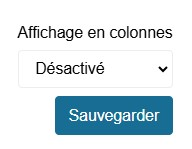 Affichage en colonnes
Désactivé
Sauvegarder